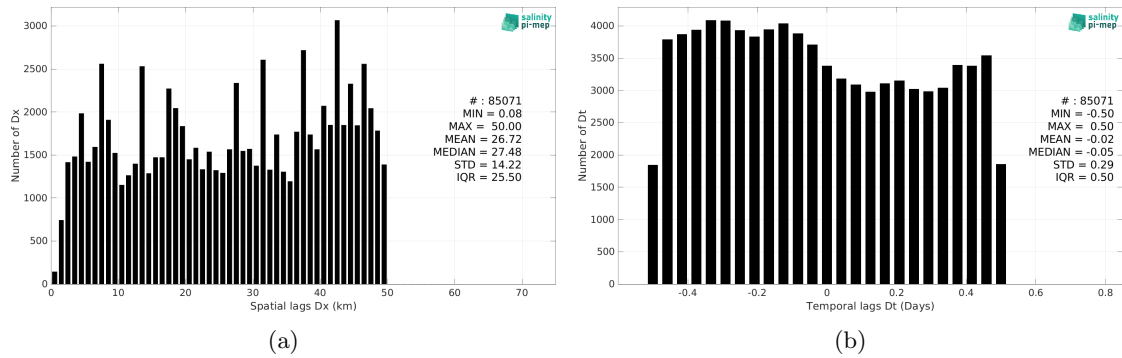 salinity
pi-mep
3000
2500
2000
1500
1000
500
0
Number of Dx
# : 85071
MIN = 0.08
MAX = 50.00
MEAN = 26.72
MEDIAN = 27.48
STD = 14.22
IQR = 25.50
0 10 20 30 40 50 60 70
Spatial lags Dx (km)
(a)
salinity
pi-mep
4000
3500
3000
2500
2000
1500
1000
500
0
Number of Dt
# : 85071
MIN = -0.50
MAX = 0.50
MEAN = -0.02
MEDIAN = -0.05
STD = 0.29
IQR = 0.50
-0.4 -0.2 0 0.2 0.4 0.6 0.8
Temporal lags Dt (Days)
(b)